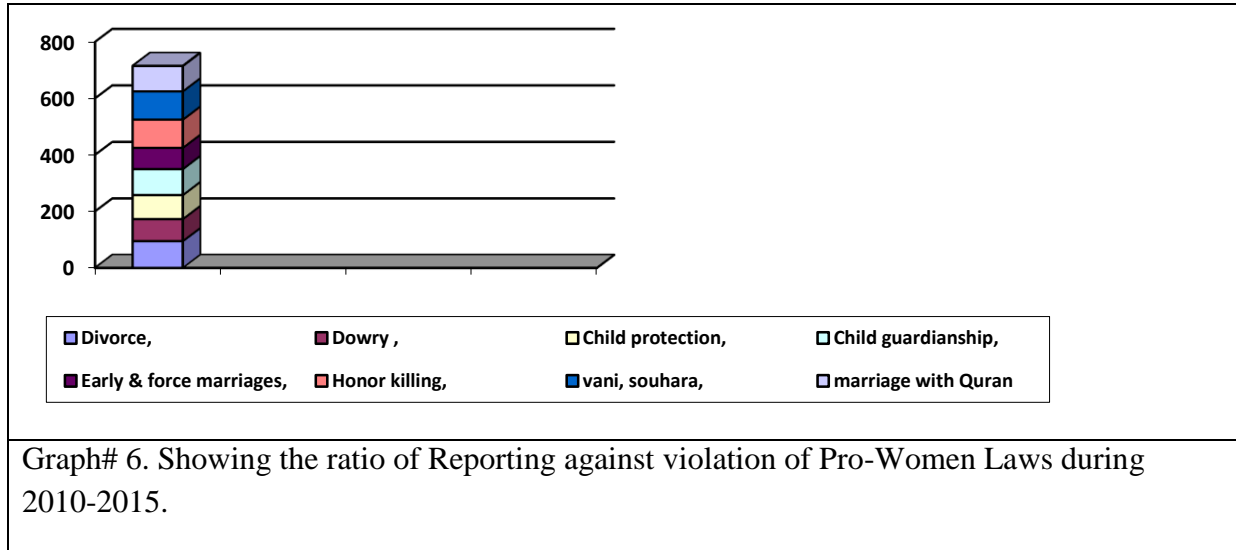 800
600
400
200
0
Divorce, Dowry , Child protection, Child guardianship,
Early & force marriages, Honor killing, vani, souhara, marriage with Quran
Graph# 6. Showing the ratio of Reporting against violation of Pro-Women Laws during
2010-2015.